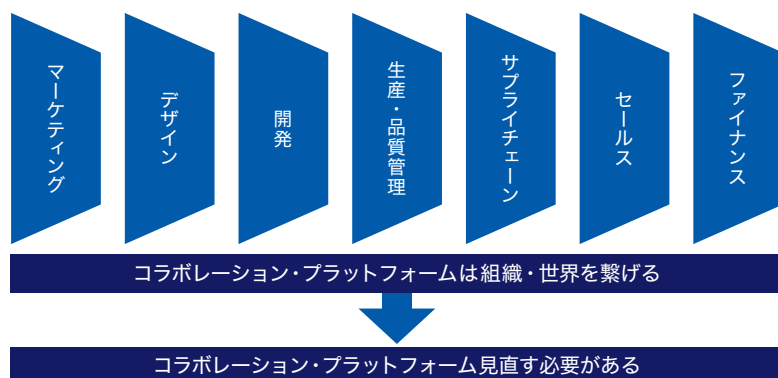 マーケティング
デザイン
開発
生産・品質管理
サプライチェーン
セールス
ファイナンス
コラボレーション・プラットフォームは組織・世界を繋げる
コラボレーション・プラットフォーム見直す必要がある